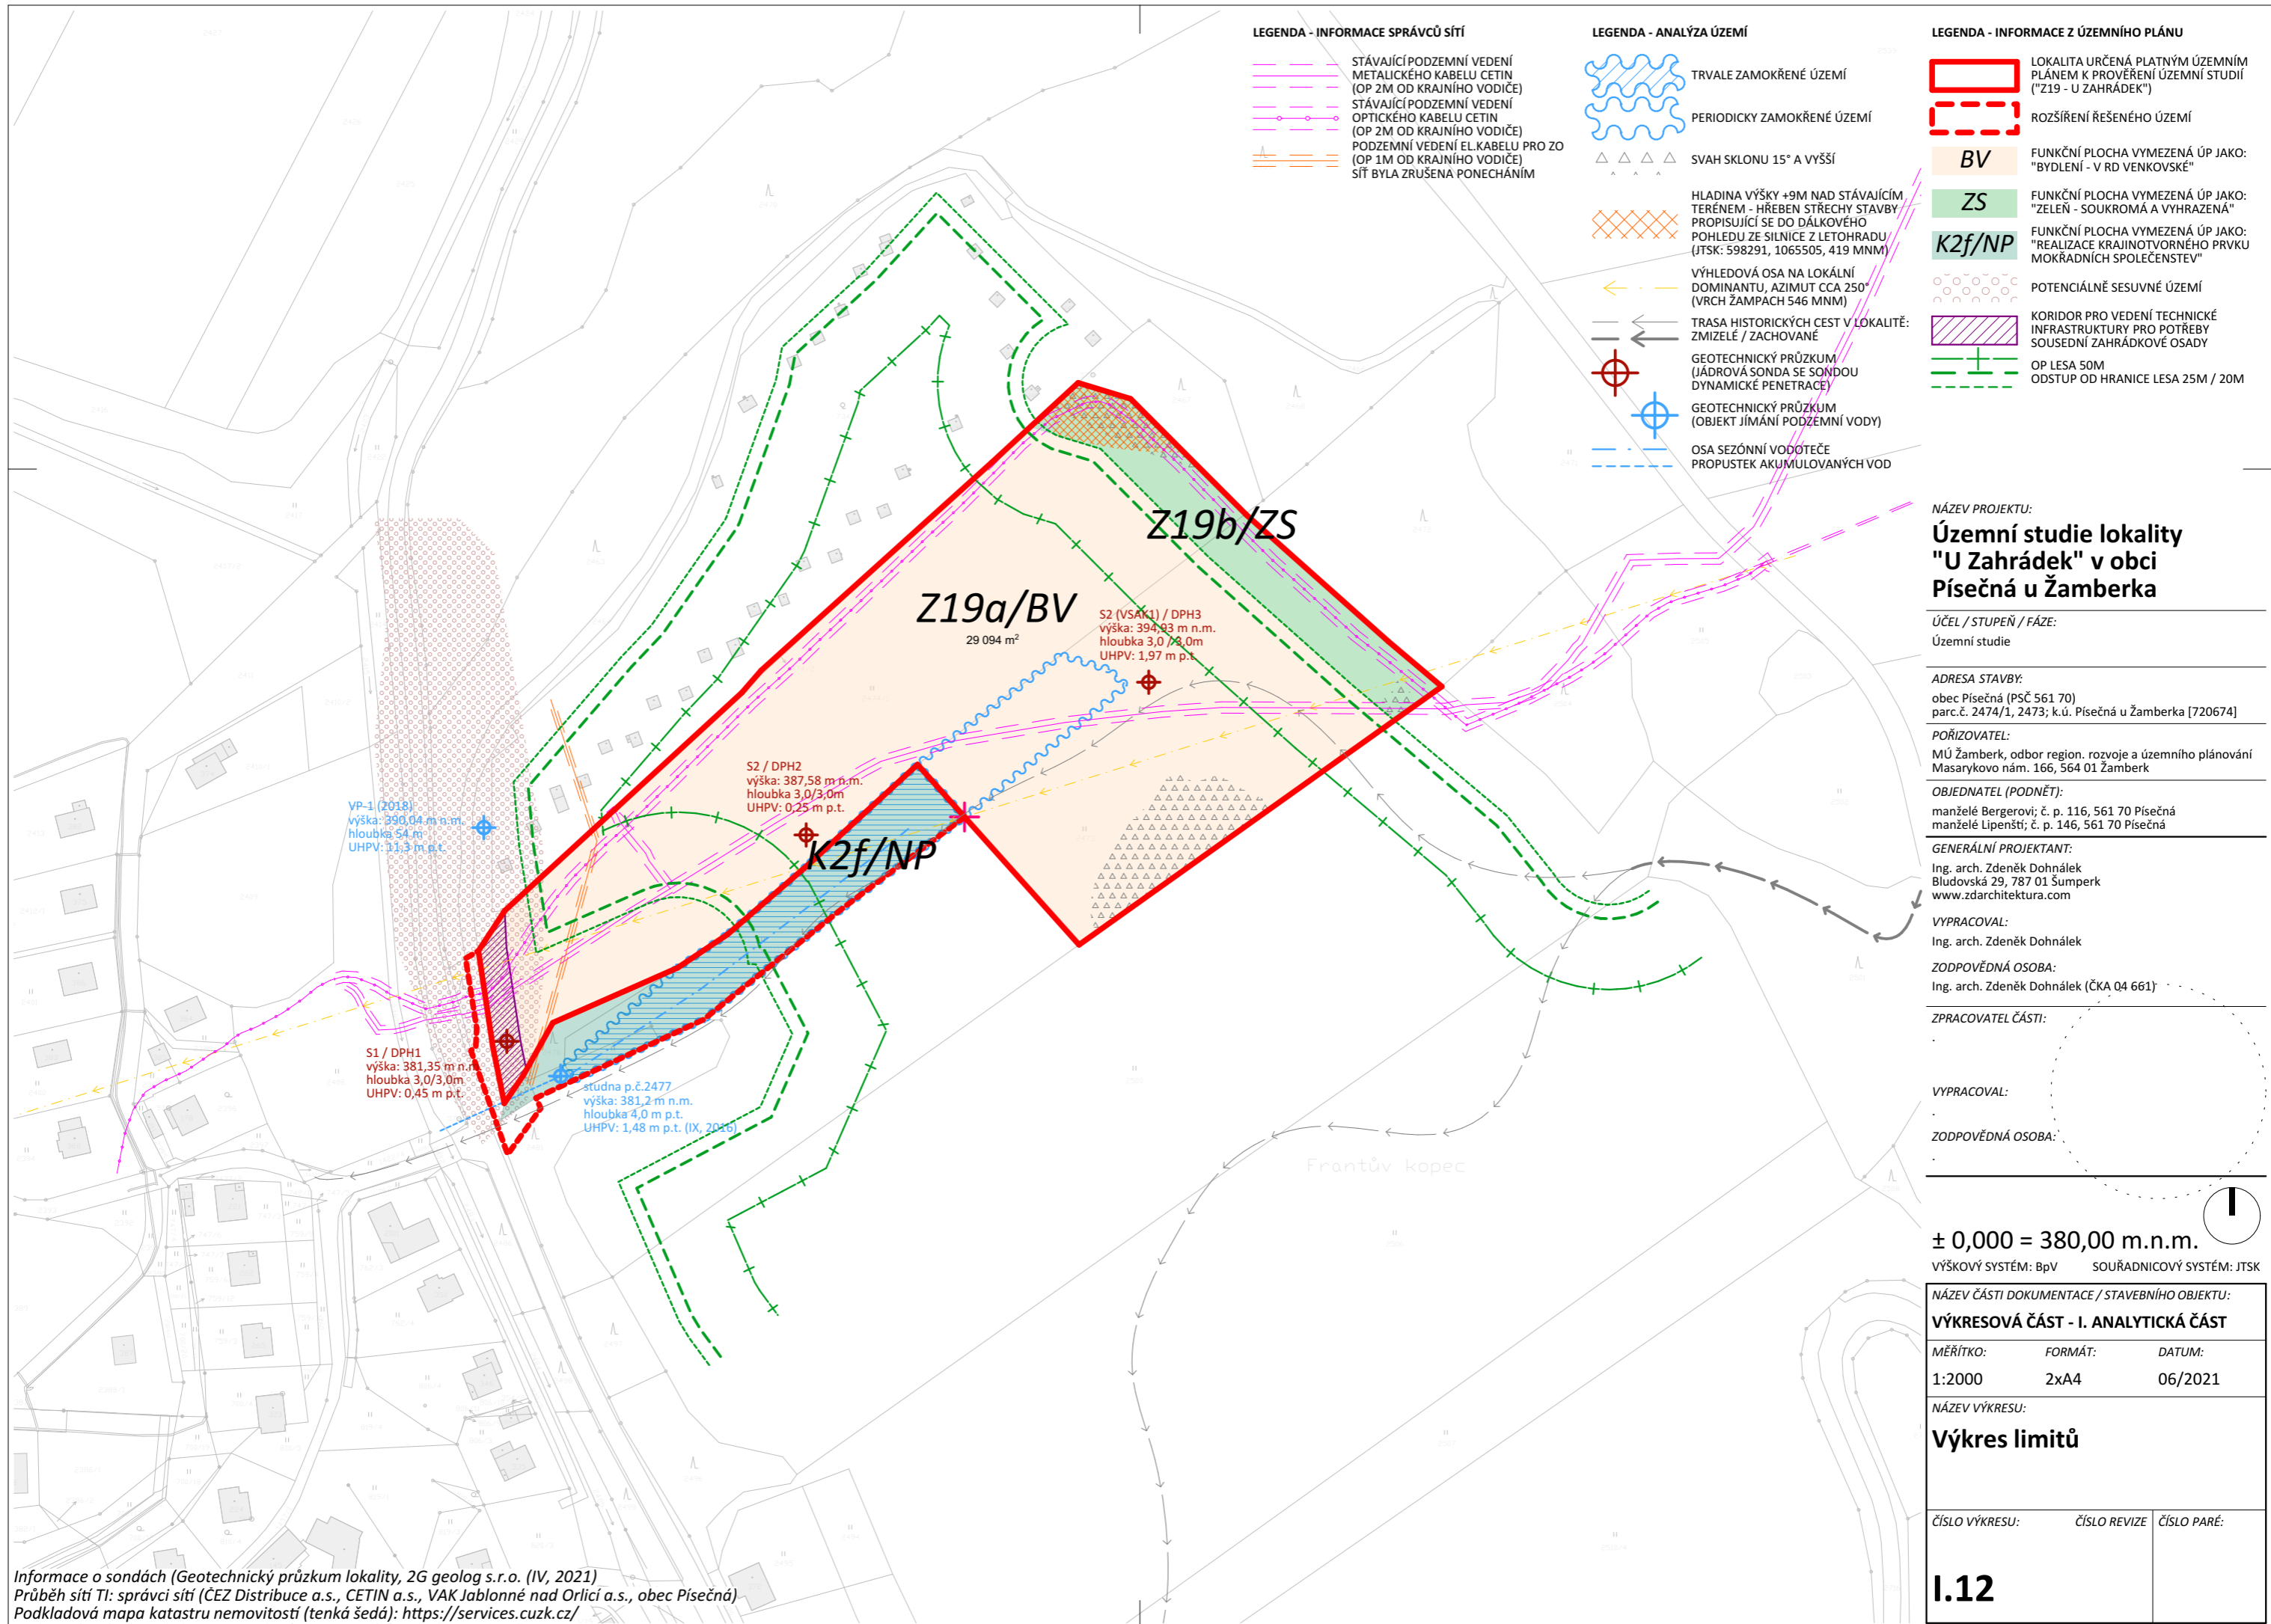 LEGENDA - INFORMACE SPRÁVCŮ SÍTÍ
STÁVAJÍCÍ PODZEMNÍ VEDENÍ
METALICKÉHO KABELU CETIN
(OP 2M OD KRAJNÍHO VODIČE)
STÁVAJÍCÍ PODZEMNÍ VEDENÍ
OPTICKÉHO KABELU CETIN
(OP 2M OD KRAJNÍHO VODIČE)
PODZEMNÍ VEDENÍ EL.KABELU PRO ZO
(OP 1M OD KRAJNÍHO VODIČE)
SÍŤ BYLA ZRUŠENA PONECHÁNÍM
LEGENDA - ANALÝZA ÚZEMÍ
TRVALE ZAMOKŘENÉ ÚZEMÍ
PERIODICKY ZAMOKŘENÉ ÚZEMÍ
SVAH SKLONU 15° A VYŠŠÍ
HLADINA VÝŠKY +9M NAD STÁVAJÍCÍM
TERÉNEM - HŘEBEN STŘECHY STAVBY
PROPISUJÍCÍ SE DO DÁLKOVÉHO
POHLEDU ZE SILNICE Z LETOHRADU
(JTSK: 598291, 1065505, 419 MNM)
VÝHLEDOVÁ OSA NA LOKÁLNÍ
DOMINANTU, AZIMUT CCA 250°
(VRCH ŽAMPACH 546 MNM)
TRASA HISTORICKÝCH CEST V LOKALITĚ:
ZMIZELÉ / ZACHOVANÉ
GEOTECHNICKÝ PRŮZKUM
(JÁDROVÁ SONDA SE SONDOU
DYNAMICKÉ PENETRACE)
GEOTECHNICKÝ PRŮZKUM
(OBJEKT JÍMÁNÍ PODZEMNÍ VODY)
OSA SEZÓNNÍ VODOTEČE
PROPUSTEK AKUMULOVANÝCH VOD
LEGENDA - INFORMACE Z ÚZEMNÍHO PLÁNU
LOKALITA URČENÁ PLATNÝM ÚZEMNÍM
PLÁNEM K PROVĚŘENÍ ÚZEMNÍ STUDIÍ
("Z19 - U ZAHRÁDEK")
ROZŠÍŘENÍ ŘEŠENÉHO ÚZEMÍ
BV
FUNKČNÍ PLOCHA VYMEZENÁ ÚP JAKO:
"BYDLENÍ - V RD VENKOVSKÉ"
ZS
FUNKČNÍ PLOCHA VYMEZENÁ ÚP JAKO:
"ZELEŇ - SOUKROMÁ A VYHRAZENÁ"
K2f/NP
FUNKČNÍ PLOCHA VYMEZENÁ ÚP JAKO:
"REALIZACE KRAJINOTVORNÉHO PRVKU
MOKŘADNÍCH SPOLEČENSTEV"
POTENCIÁLNĚ SESUVNÉ ÚZEMÍ
KORIDOR PRO VEDENÍ TECHNICKÉ
INFRASTRUKTURY PRO POTŘEBY
SOUSEDNÍ ZAHRÁDKOVÉ OSADY
OP LESA 50M
ODSTUP OD HRANICE LESA 25M / 20M
Z19b/ZS
Z19a/BV
29 094 m²
S2 (VSAK1) / DPH3
výška: 394,93 m n.m.
hloubka 3,0 / 3,0m
UHPV: 1,97 m p.t.
S2 / DPH2
výška: 387,58 m n.m.
hloubka 3,0/3,0m
UHPV: 0,25 m p.t.
VP-1 (2018)
výška: 390,04 m n.m.
hloubka 54 m
UHPV: 11,3 m p.t.
K2f/NP
S1 / DPH1
výška: 381,35 m n.m.
hloubka 3,0/3,0m
UHPV: 0,45 m p.t.
studna p.č.2477
výška: 381,2 m n.m.
hloubka 4,0 m p.t.
UHPV: 1,48 m p.t. (IX, 2016)
Frantův kopec
NÁZEV PROJEKTU:
Územní studie lokality
"U Zahrádek" v obci
Písečná u Žamberka
ÚČEL / STUPEŇ / FÁZE:
Územní studie
ADRESA STAVBY:
obec Písečná (PSČ 561 70)
parc.č. 2474/1, 2473; k.ú. Písečná u Žamberka [720674]
POŘIZOVATEL:
MÚ Žamberk, odbor region. rozvoje a územního plánování
Masarykovo nám. 166, 564 01 Žamberk
OBJEDNATEL (PODNĚT):
manželé Bergerovi; č. p. 116, 561 70 Písečná
manželé Lipenští; č. p. 146, 561 70 Písečná
GENERÁLNÍ PROJEKTANT:
Ing. arch. Zdeněk Dohnálek
Bludovská 29, 787 01 Šumperk
www.zdarchitektura.com
VYPRACOVAL:
Ing. arch. Zdeněk Dohnálek
ZODPOVĚDNÁ OSOBA:
Ing. arch. Zdeněk Dohnálek (ČKA 04 661)
ZPRACOVATEL ČÁSTI:
.
VYPRACOVAL:
.
ZODPOVĚDNÁ OSOBA:
.
± 0,000 = 380,00 m.n.m.
VÝŠKOVÝ SYSTÉM: BpV SOUŘADNICOVÝ SYSTÉM: JTSK
NÁZEV ČÁSTI DOKUMENTACE / STAVEBNÍHO OBJEKTU:
VÝKRESOVÁ ČÁST - I. ANALYTICKÁ ČÁST
MĚŘÍTKO: FORMÁT: DATUM:
1:2000 2xA4 06/2021
NÁZEV VÝKRESU:
Výkres limitů
ČÍSLO VÝKRESU: ČÍSLO REVIZE ČÍSLO PARÉ:
I.12
Informace o sondách (Geotechnický průzkum lokality, 2G geolog s.r.o. (IV, 2021)
Průběh sítí TI: správci sítí (ČEZ Distribuce a.s., CETIN a.s., VAK Jablonné nad Orlicí a.s., obec Písečná)
Podkladová mapa katastru nemovitostí (tenká šedá): https://services.cuzk.cz/